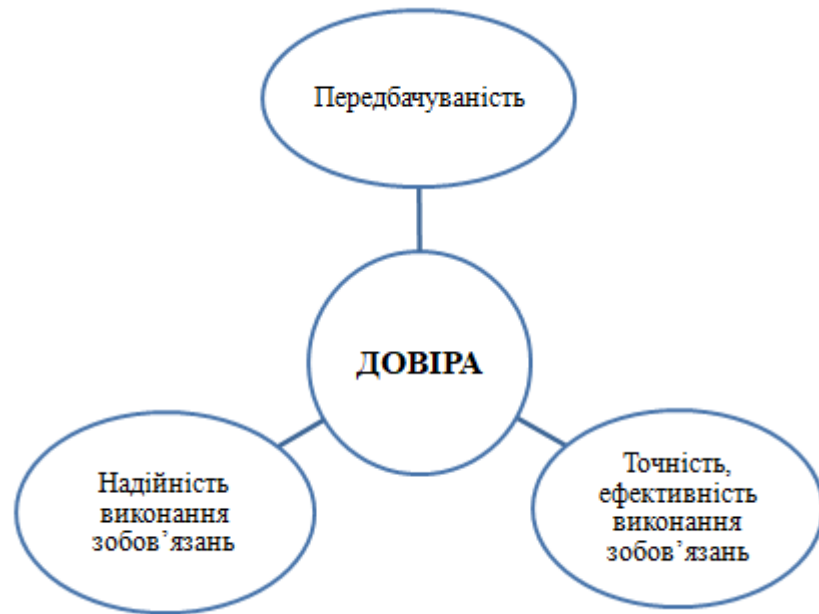 Передбачуваність
ДОВІРА
Надійність
виконання
зобов’язань
Точність,
ефективність
виконання
зобов’язань